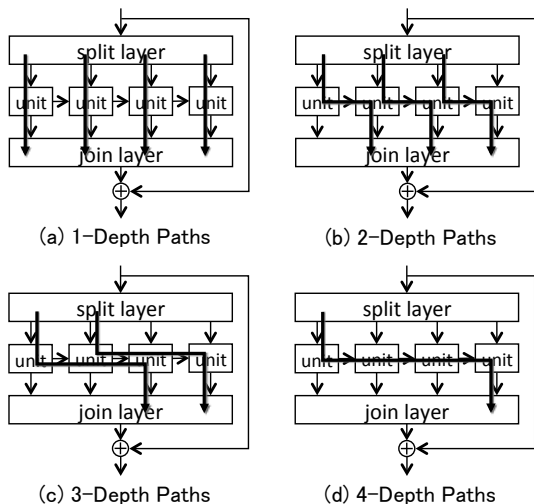 split layer
unit unit unit unit
join layer
(a) 1-Depth Paths
split layer
unit unit unit unit
join layer
(b) 2-Depth Paths
split layer
unit unit unit unit
join layer
(c) 3-Depth Paths
split layer
unit unit unit unit
join layer
(d) 4-Depth Paths